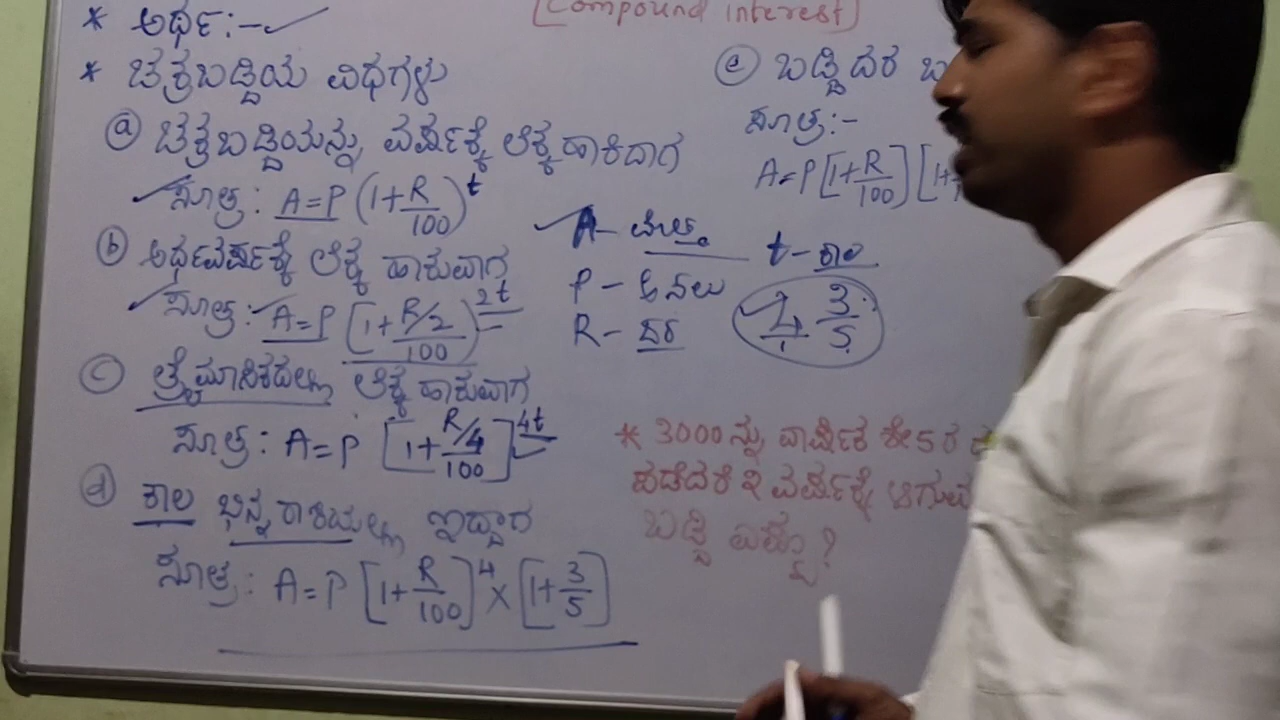 [Compound interest]
* ಅರ್ಥ:-
* ಚಕ್ರಬಡ್ಡಿಯ ವಿಧಗಳು
ⓐ ಚಕ್ರಬಡ್ಡಿಯನ್ನು ವರ್ಷಕ್ಕೆ ಲೆಕ್ಕ ಹಾಕಿದಾಗ
ಸೂತ್ರ: A=P(1+R/100)^t
ⓑ ಅರ್ಧವರ್ಷಕ್ಕೆ ಲೆಕ್ಕ ಹಾಕುವಾಗ
ಸೂತ್ರ: A=P[1+(R/2)/100)^2t
ⓒ ತ್ರೈಮಾಸಿಕದಲ್ಲಿ ಲೆಕ್ಕ ಹಾಕುವಾಗ
ಸೂತ್ರ: A=P[1+(R/4)/100]^4t
ⓓ ಕಾಲ ಭಿನ್ನರಾಶಿಯಲ್ಲಿ ಇದ್ದಾಗ
ಸೂತ್ರ: A=P[1+R/100]^4×[1+3/5]
A- ಮೊತ್ತ
P - ಅಸಲು
R - ದರ
t - ಕಾಲ
4 3/5
ⓔ ಬಡ್ಡಿ ದರ
ಸೂತ್ರ:-
A=P[1+R/100][1+
* 3000 ನ್ನು ವಾರ್ಷಿಕ ಶೇ 5 ರ
ಪಡೆದರೆ ೩ ವರ್ಷಕ್ಕೆ ಆಗುವ
ಬಡ್ಡಿ ಎಷ್ಟು?